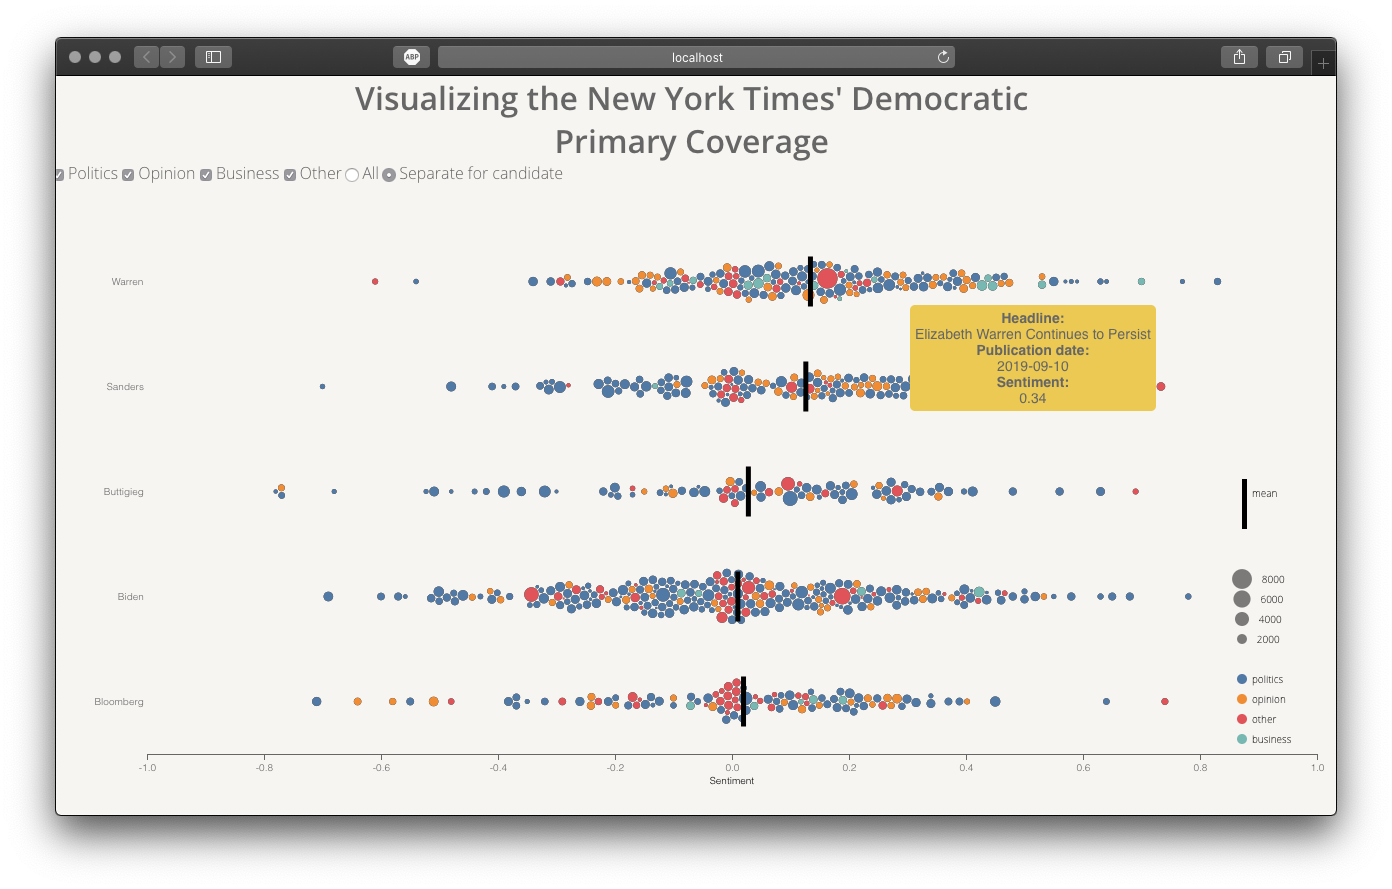 ABP
localhost
Visualizing the New York Times' Democratic
Primary Coverage
Politics Opinion Business Other All Separate for candidate
Warren
Headline:
Elizabeth Warren Continues to Persist
Publication date:
2019-09-10
Sentiment:
0.34
Sanders
Buttigieg
mean
Biden
8000
6000
4000
2000
Bloomberg
politics
opinion
other
business
-1.0 -0.8 -0.6 -0.4 -0.2 0.0 0.2 0.4 0.6 0.8 1.0
Sentiment